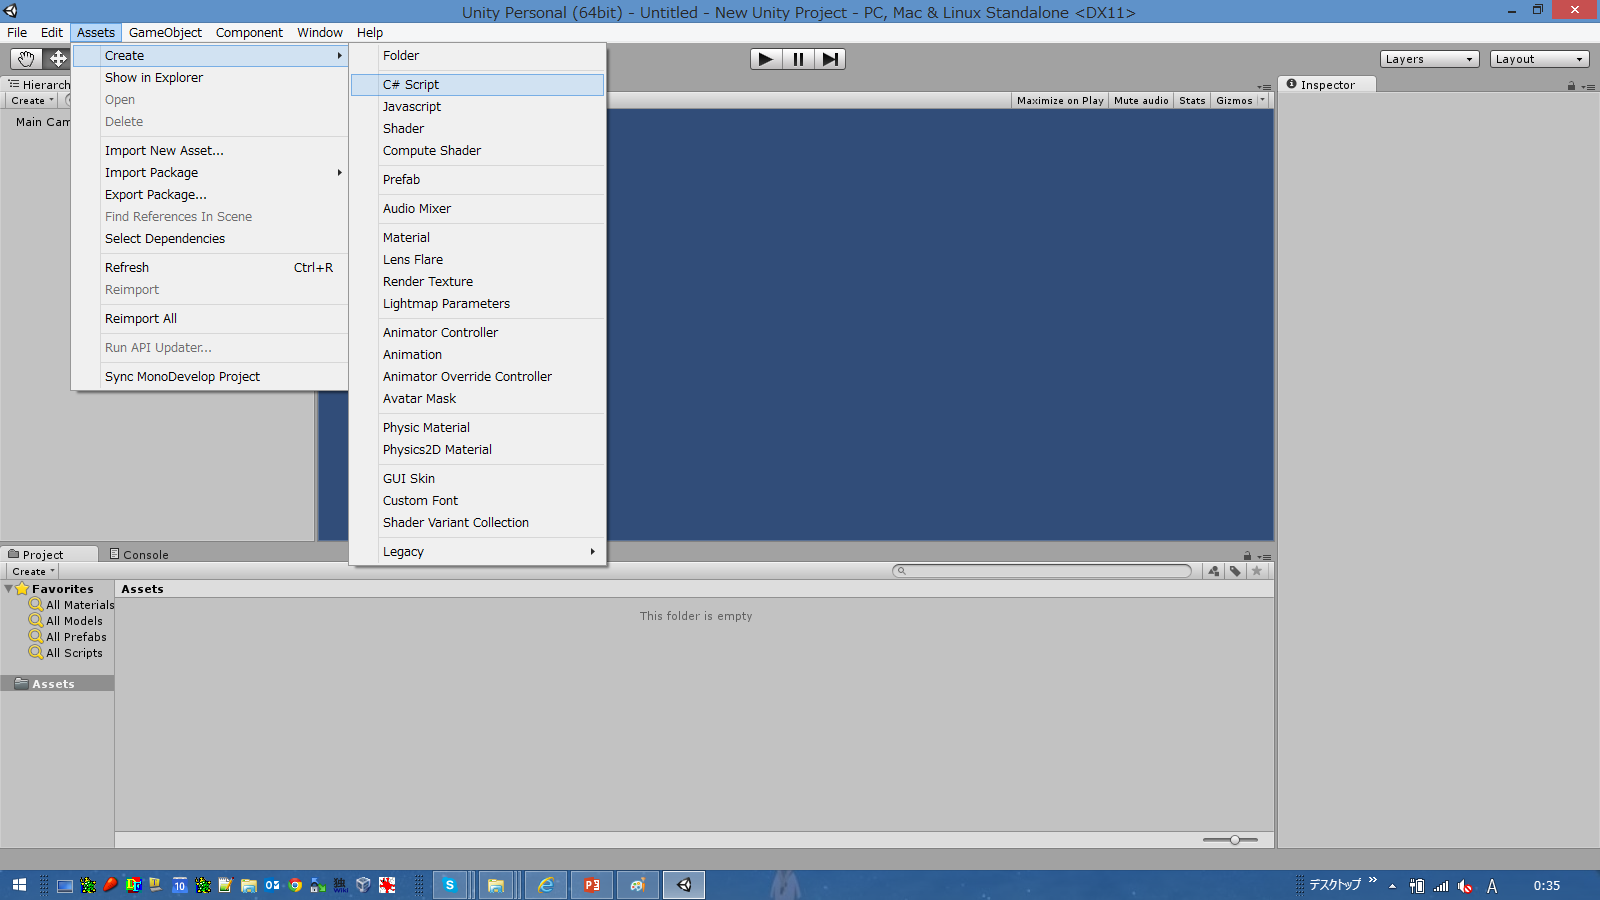 Unity Personal (64bit) - Untitled - New Unity Project - PC, Mac & Linux Standalone <DX11>
File Edit Assets GameObject Component Window Help
Create
Show in Explorer
Open
Delete
Import New Asset...
Import Package
Export Package...
Find References In Scene
Select Dependencies
Refresh Ctrl+R
Reimport
Reimport All
Run API Updater...
Sync MonoDevelop Project
Folder
C# Script
Javascript
Shader
Compute Shader
Prefab
Audio Mixer
Material
Lens Flare
Render Texture
Lightmap Parameters
Animator Controller
Animation
Animator Override Controller
Avatar Mask
Physic Material
Physics2D Material
GUI Skin
Custom Font
Shader Variant Collection
Legacy
Layers Layout
Hierarch
Create
Main Cam
Maximize on Play Mute audio Stats Gizmos
Inspector
Project Console
Create
Favorites
All Materials
All Models
All Prefabs
All Scripts
Assets
Assets
This folder is empty
デスクトップ
A
0:35